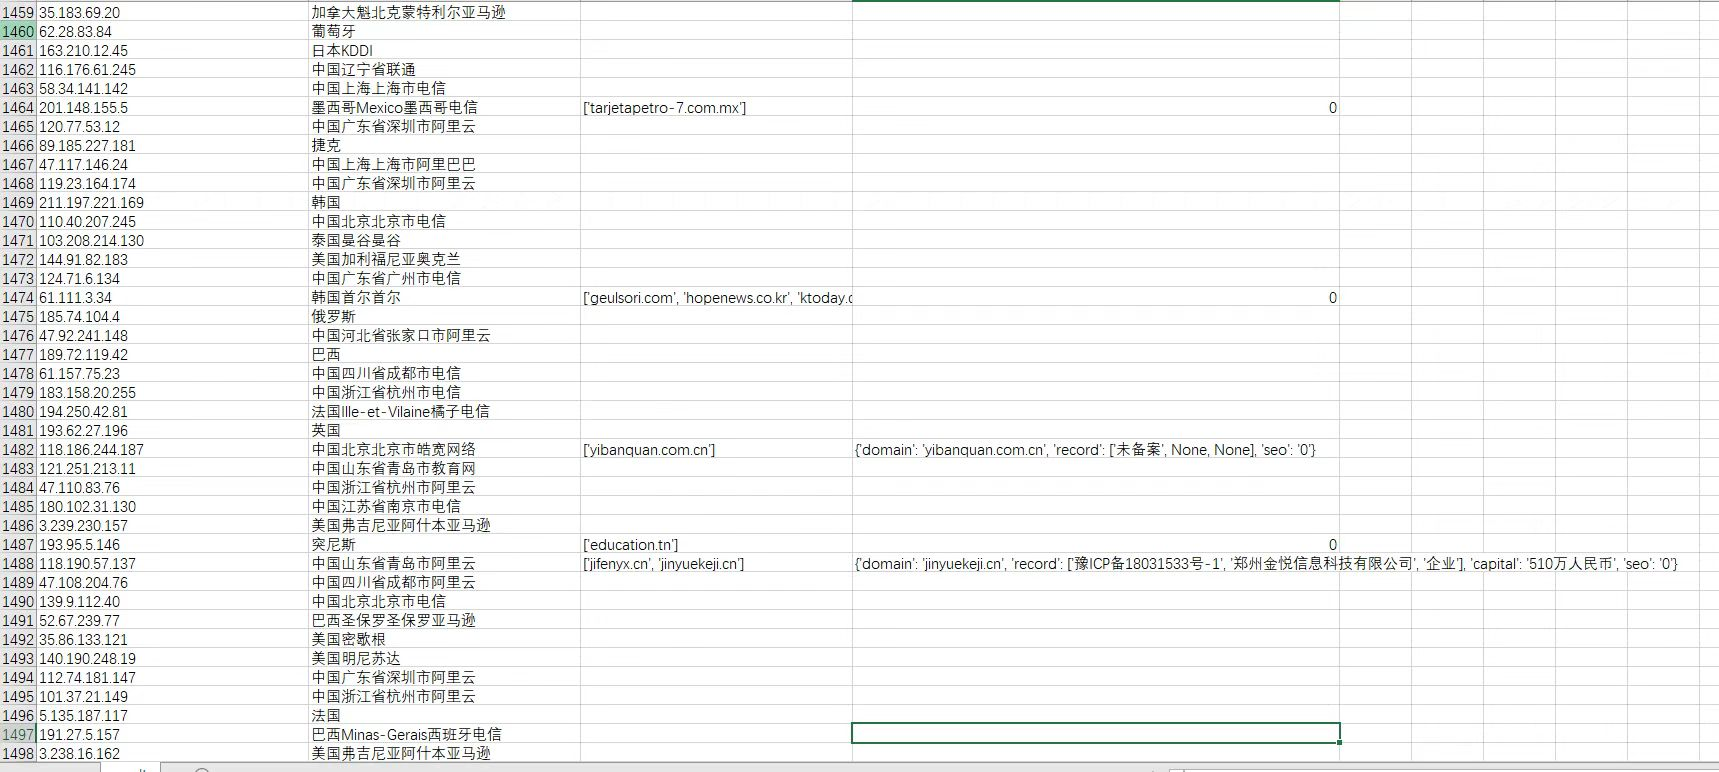 1459 35.183.69.20 加拿大魁北克蒙特利尔亚马逊
1460 62.28.83.84 葡萄牙
1461 163.210.12.45 日本KDDI
1462 116.176.61.245 中国辽宁省联通
1463 58.34.141.142 中国上海上海市电信
1464 201.148.155.5 墨西哥Mexico墨西哥电信 ['tarjetapetro-7.com.mx'] 0
1465 120.77.53.12 中国广东省深圳市阿里云
1466 89.185.227.181 捷克
1467 47.117.146.24 中国上海上海市阿里巴巴
1468 119.23.164.174 中国广东省深圳市阿里云
1469 211.197.221.169 韩国
1470 110.40.207.245 中国北京北京市电信
1471 103.208.214.130 泰国曼谷曼谷
1472 144.91.82.183 美国加利福尼亚奥克兰
1473 124.71.6.134 中国广东省广州市电信
1474 61.111.3.34 韩国首尔首尔 ['geulsori.com', 'hopenews.co.kr', 'ktoday.c 0
1475 185.74.104.4 俄罗斯
1476 47.92.241.148 中国河北省张家口市阿里云
1477 189.72.119.42 巴西
1478 61.157.75.23 中国四川省成都市电信
1479 183.158.20.255 中国浙江省杭州市电信
1480 194.250.42.81 法国Ille-et-Vilaine橘子电信
1481 193.62.27.196 英国
1482 118.186.244.187 中国北京北京市皓宽网络 ['yibanquan.com.cn'] {'domain': 'yibanquan.com.cn', 'record': ['未备案', None, None], 'seo': '0'}
1483 121.251.213.11 中国山东省青岛市教育网
1484 47.110.83.76 中国浙江省杭州市阿里云
1485 180.102.31.130 中国江苏省南京市电信
1486 3.239.230.157 美国弗吉尼亚阿什本亚马逊
1487 193.95.5.146 突尼斯 ['education.tn'] 0
1488 118.190.57.137 中国山东省青岛市阿里云 ['jifenyx.cn', 'jinyuekeji.cn'] {'domain': 'jinyuekeji.cn', 'record': ['豫ICP备18031533号-1', '郑州金悦信息科技有限公司', '企业'], 'capital': '510万人民币', 'seo': '0'}
1489 47.108.204.76 中国四川省成都市阿里云
1490 139.9.112.40 中国北京北京市电信
1491 52.67.239.77 巴西圣保罗圣保罗亚马逊
1492 35.86.133.121 美国密歇根
1493 140.190.248.19 美国明尼苏达
1494 112.74.181.147 中国广东省深圳市阿里云
1495 101.37.21.149 中国浙江省杭州市阿里云
1496 5.135.187.117 法国
1497 191.27.5.157 巴西Minas-Gerais西班牙电信
1498 3.238.16.162 美国弗吉尼亚阿什本亚马逊